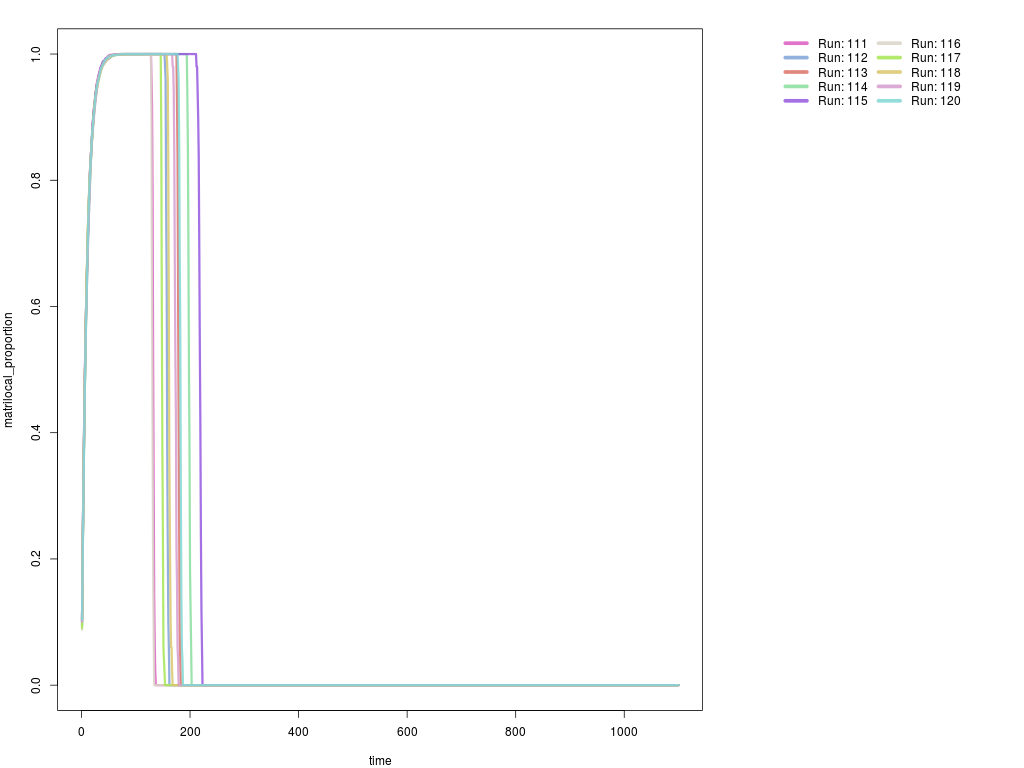 1.0
0.8
0.6
0.4
0.2
0.0
matrilocal_proportion
0 200 400 600 800 1000
time
Run: 111 Run: 116
Run: 112 Run: 117
Run: 113 Run: 118
Run: 114 Run: 119
Run: 115 Run: 120